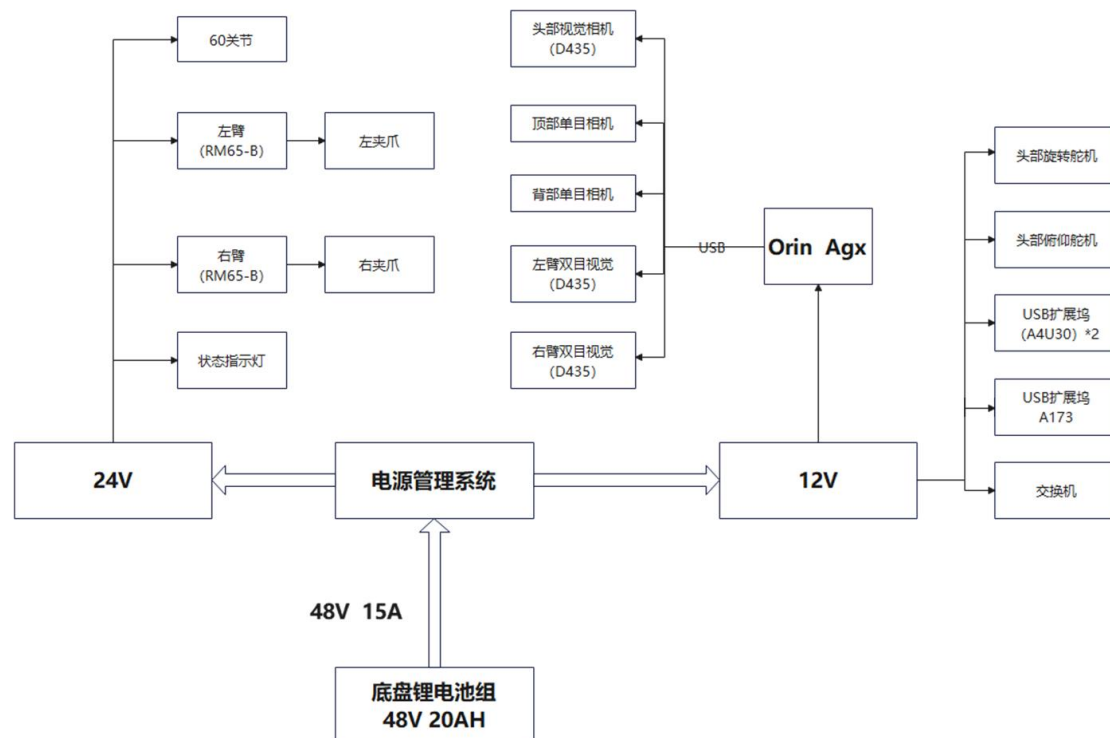 60关节
左臂
(RM65-B)
左夹爪
右臂
(RM65-B)
右夹爪
状态指示灯
24V
头部视觉相机
(D435)
顶部单目相机
背部单目相机
左臂双目视觉
(D435)
右臂双目视觉
(D435)
USB
Orin Agx
头部旋转舵机
头部俯仰舵机
USB扩展坞
(A4U30) *2
USB扩展坞
A173
交换机
12V
电源管理系统
48V 15A
底盘锂电池组
48V 20AH